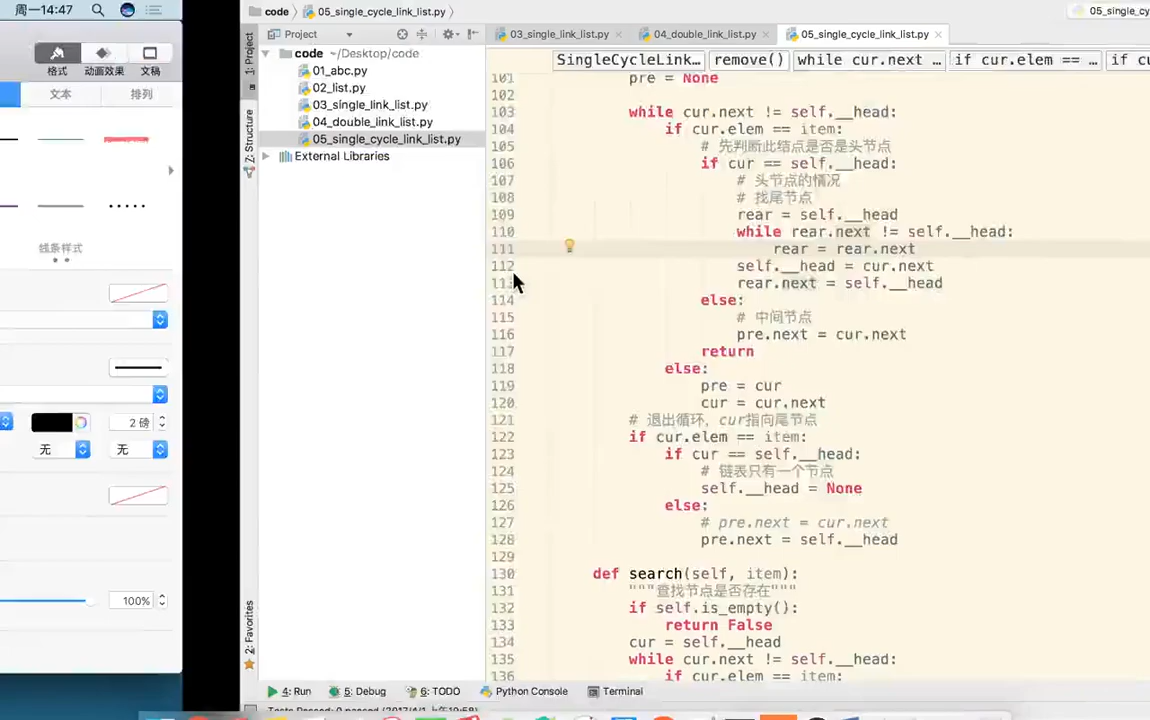 周一14:47
code
05_single_cycle_link_list.py
05_single_cy
格式
动画效果
文稿
文本
排列
线条样式
2 磅
无
无
100%
1: Project
7: Structure
2: Favorites
Project
code ~/Desktop/code
01_abc.py
02_list.py
03_single_link_list.py
04_double_link_list.py
05_single_cycle_link_list.py
External Libraries
03_single_link_list.py
04_double_link_list.py
05_single_cycle_link_list.py
SingleCycleLink…
remove()
while cur.next …
if cur.elem == …
if cu
101 pre = None
102
103 while cur.next != self.__head:
104 if cur.elem == item:
105 # 先判断此结点是否是头节点
106 if cur == self.__head:
107 # 头节点的情况
108 # 找尾节点
109 rear = self.__head
110 while rear.next != self.__head:
111 rear = rear.next
112 self.__head = cur.next
113 rear.next = self.__head
114 else:
115 # 中间节点
116 pre.next = cur.next
117 return
118 else:
119 pre = cur
120 cur = cur.next
121 # 退出循环，cur指向尾节点
122 if cur.elem == item:
123 if cur == self.__head:
124 # 链表只有一个节点
125 self.__head = None
126 else:
127 # pre.next = cur.next
128 pre.next = self.__head
129
130 def search(self, item):
131 """查找节点是否存在"""
132 if self.is_empty():
133 return False
134 cur = self.__head
135 while cur.next != self.__head:
136 if cur.elem == item:
4: Run
5: Debug
6: TODO
Python Console
Terminal